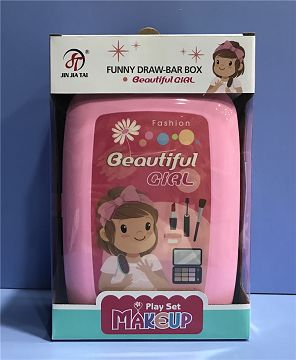 JIN JIA TAI
FUNNY DRAW-BAR BOX
Beautiful GIRL
Fashion
Beautiful
GIRL
Play Set
MAKEUP